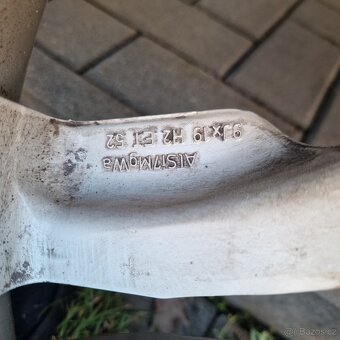 9Jx19 H2 ET 52
AlSi7MgWa
© Bazos.cz